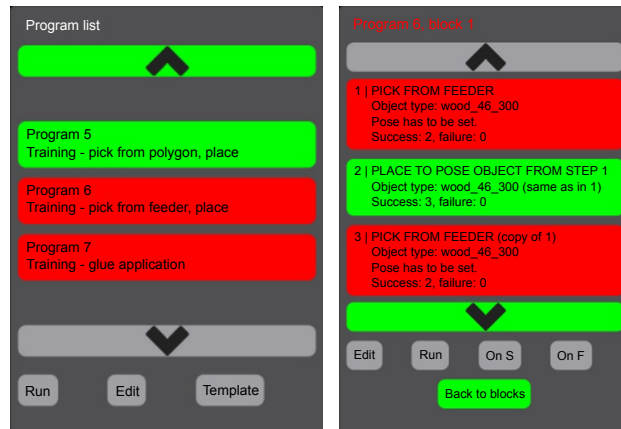 Program list
Program 5
Training - pick from polygon, place
Program 6
Training - pick from feeder, place
Program 7
Training - glue application
Run
Edit
Template
Program 6, block 1
1 | PICK FROM FEEDER
Object type: wood_46_300
Pose has to be set.
Success: 2, failure: 0
2 | PLACE TO POSE OBJECT FROM STEP 1
Object type: wood_46_300 (same as in 1)
Success: 3, failure: 0
3 | PICK FROM FEEDER (copy of 1)
Object type: wood_46_300
Pose has to be set.
Success: 2, failure: 0
Edit
Run
On S
On F
Back to blocks